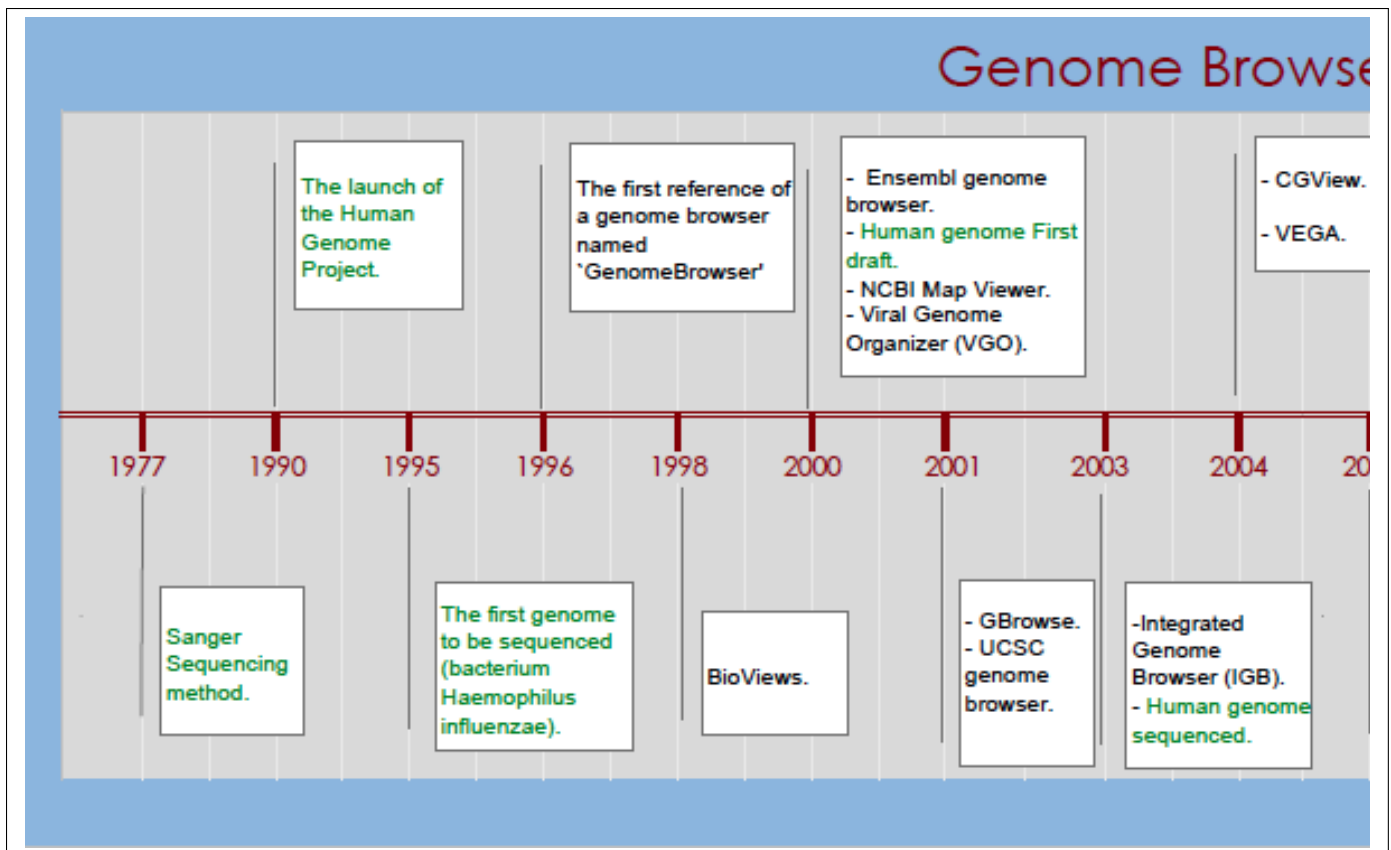 Genome Browse
The launch of
the Human
Genome
Project.
The first reference of
a genome browser
named
`GenomeBrowser'
- Ensembl genome
browser.
- Human genome First
draft.
- NCBI Map Viewer.
- Viral Genome
Organizer (VGO).
- CGView.
- VEGA.
1977 1990 1995 1996 1998 2000 2001 2003 2004 20
Sanger
Sequencing
method.
The first genome
to be sequenced
(bacterium
Haemophilus
influenzae).
BioViews.
- GBrowse.
- UCSC
genome
browser.
-Integrated
Genome
Browser (IGB).
- Human genome
sequenced.